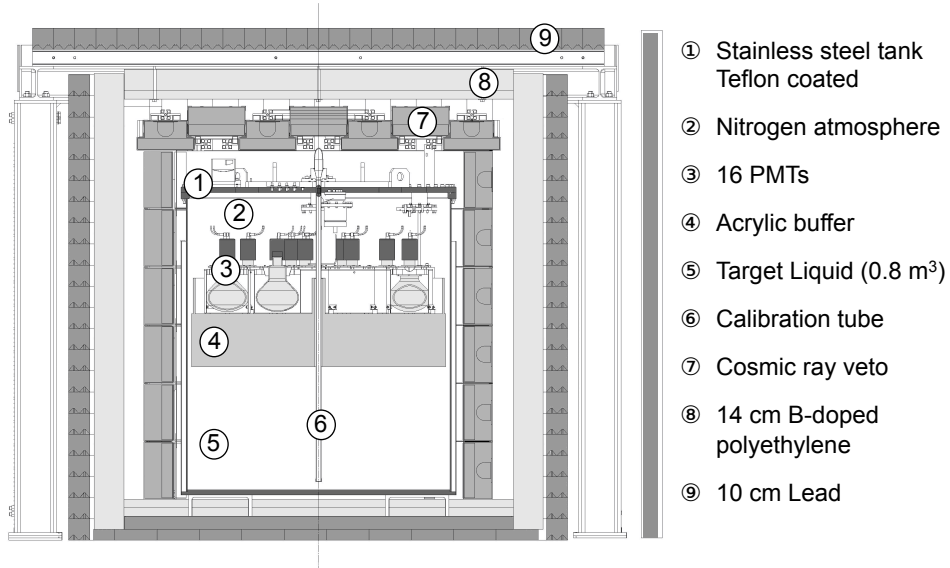 9
8
7
1
2
3
4
6
5
① Stainless steel tank
Teflon coated
② Nitrogen atmosphere
③ 16 PMTs
④ Acrylic buffer
⑤ Target Liquid (0.8 m³)
⑥ Calibration tube
⑦ Cosmic ray veto
⑧ 14 cm B-doped
polyethylene
⑨ 10 cm Lead